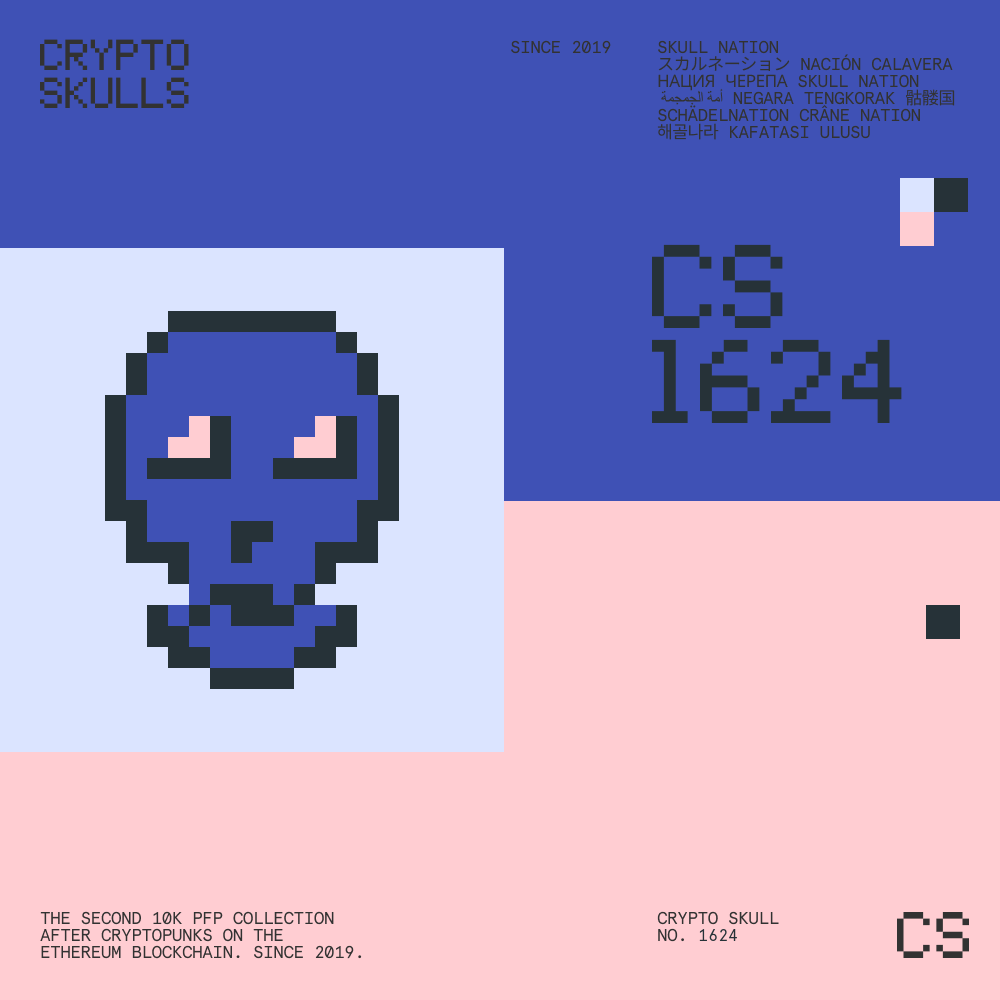 CRYPTO
SKULLS
SINCE 2019
SKULL NATION
スカルネーション NACIÓN CALAVERA
НАЦИЯ ЧЕРЕПА SKULL NATION
أمة الجمجمة NEGARA TENGKORAK 骷髅国
SCHÄDELNATION CRÂNE NATION
해골나라 KAFATASI ULUSU
CS
1624
THE SECOND 10K PFP COLLECTION
AFTER CRYPTOPUNKS ON THE
ETHEREUM BLOCKCHAIN. SINCE 2019.
CRYPTO SKULL
NO. 1624
CS